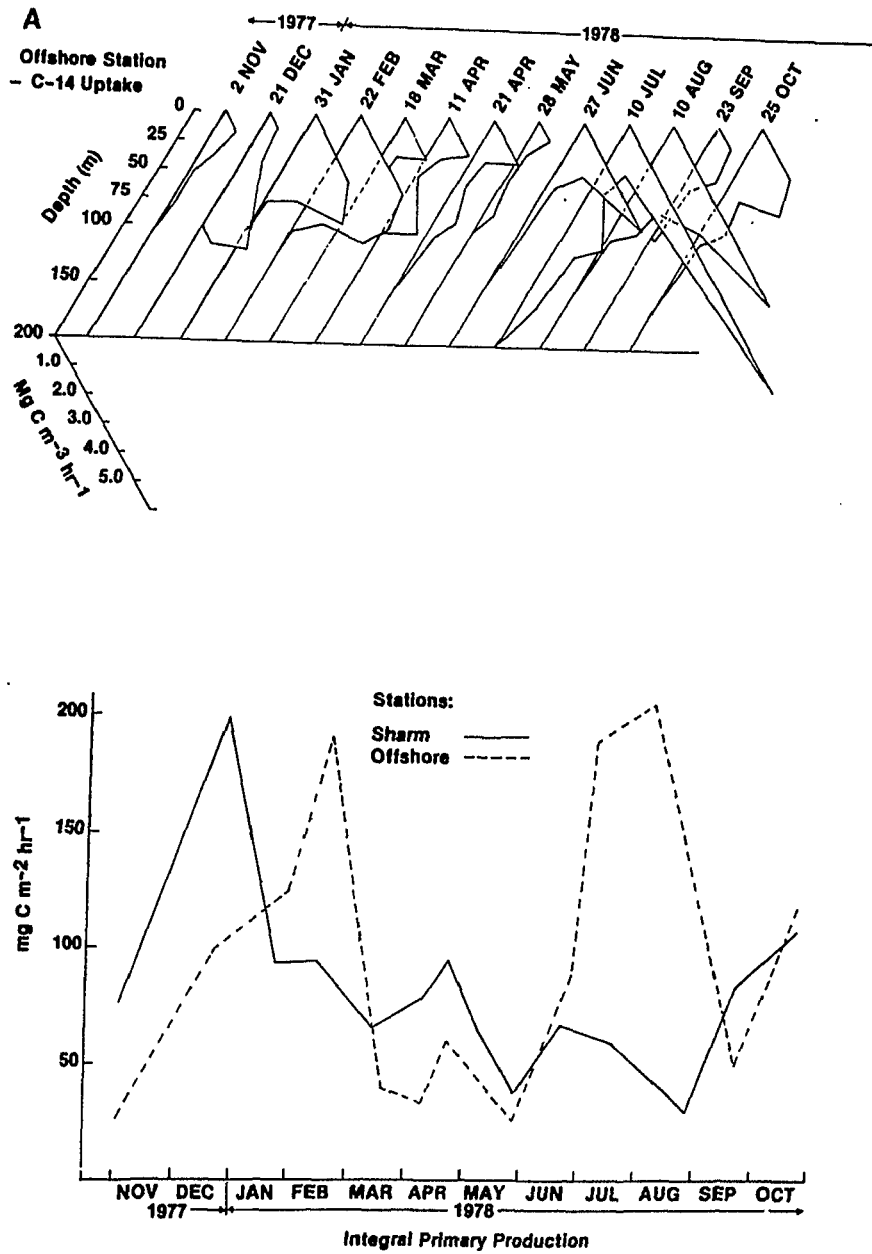 A
1977
1978
Offshore Station
– C-14 Uptake
2 NOV
21 DEC
31 JAN
22 FEB
18 MAR
11 APR
21 APR
28 MAY
27 JUN
10 JUL
10 AUG
23 SEP
25 OCT
Depth (m)
0
25
50
75
100
150
200
1.0
2.0
3.0
4.0
5.0
Mg C m-3 hr-1
Stations:
Sharm
Offshore
mg C m-2 hr-1
200
150
100
50
NOV DEC JAN FEB MAR APR MAY JUN JUL AUG SEP OCT
1977 1978
Integral Primary Production